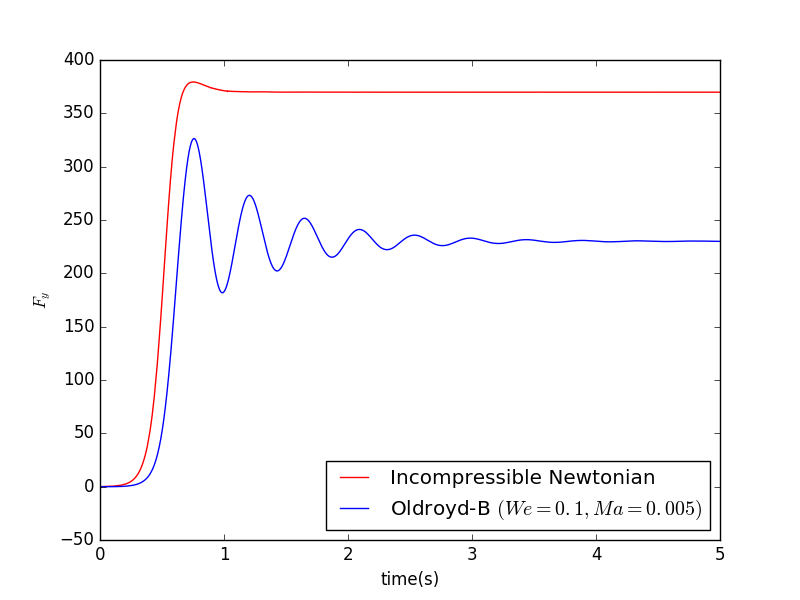 400
350
300
250
200
150
100
50
0
−50
F_y
0 1 2 3 4 5
time(s)
Incompressible Newtonian
Oldroyd-B (We = 0.1, Ma = 0.005)